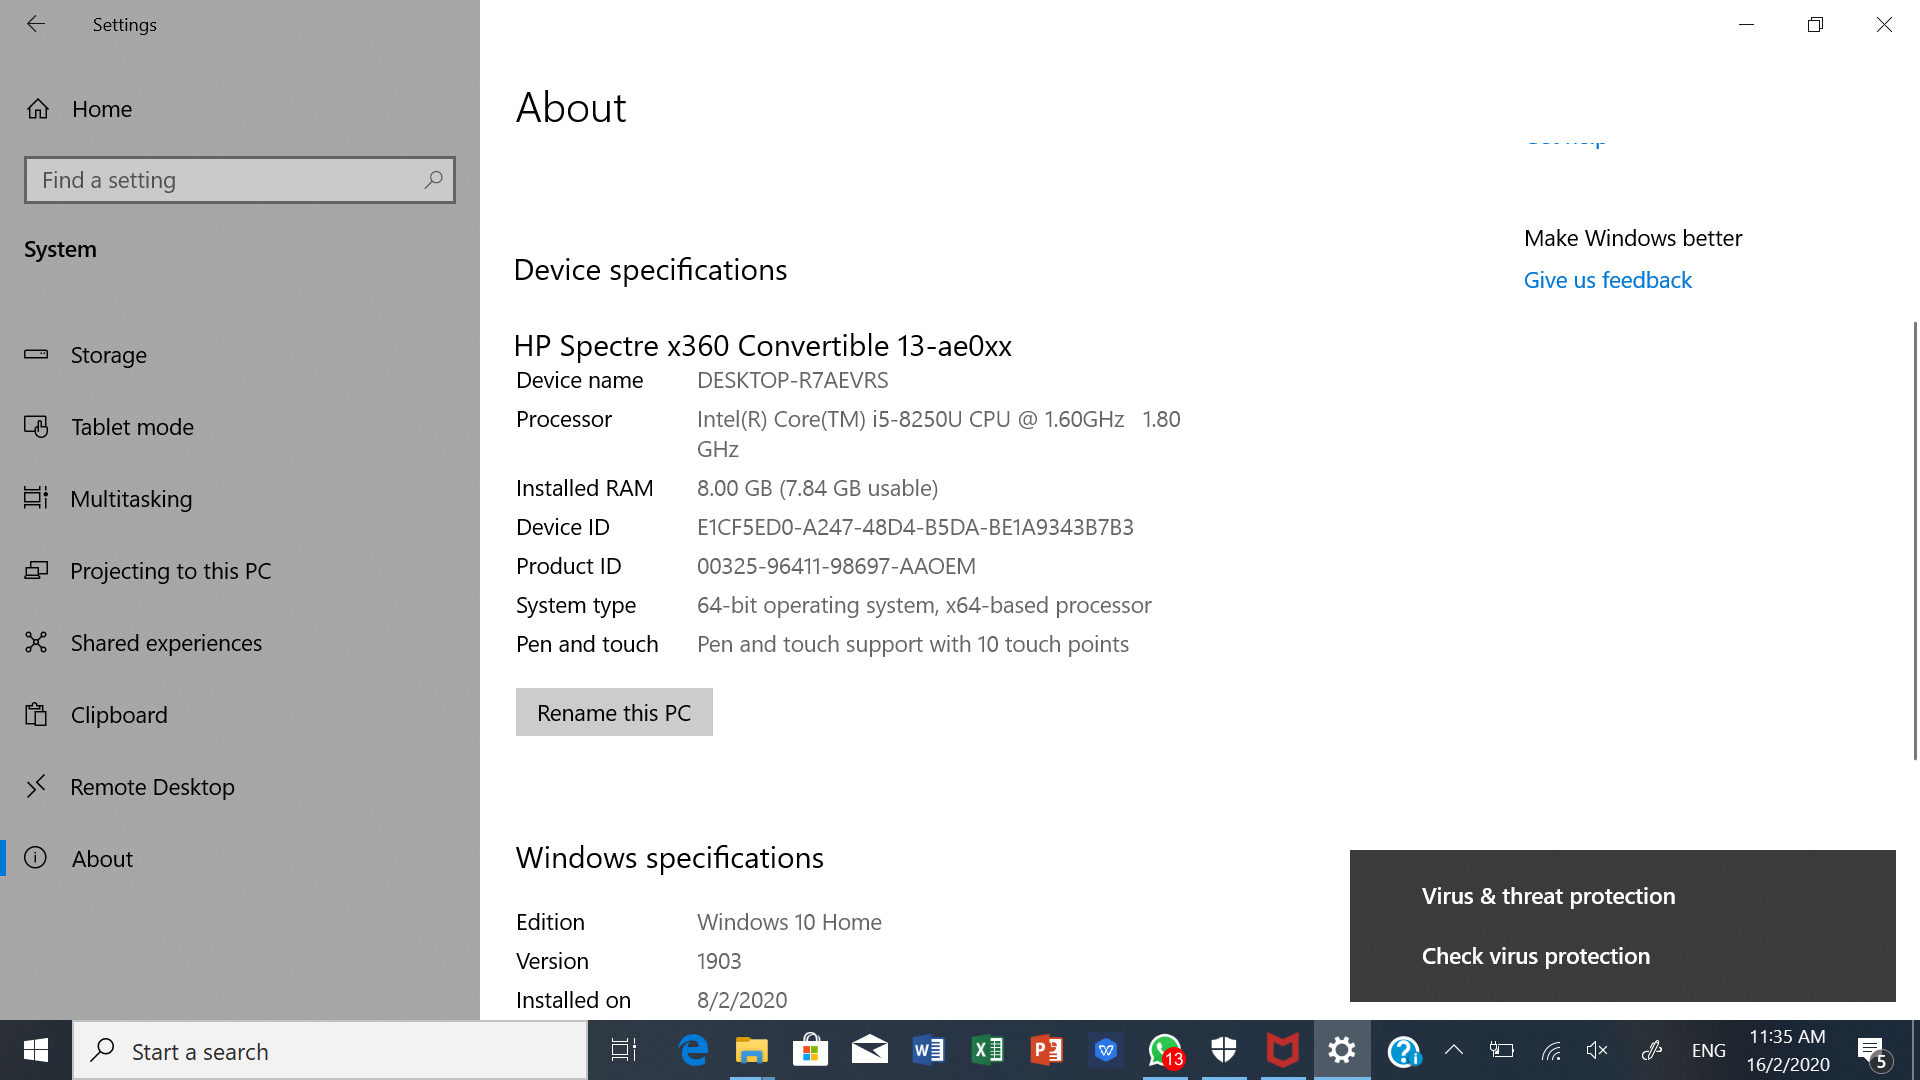 Settings
Home
Find a setting
System
Storage
Tablet mode
Multitasking
Projecting to this PC
Shared experiences
Clipboard
Remote Desktop
About
About
Make Windows better
Give us feedback
Device specifications
HP Spectre x360 Convertible 13-ae0xx
Device name DESKTOP-R7AEVRS
Processor Intel(R) Core(TM) i5-8250U CPU @ 1.60GHz 1.80
GHz
Installed RAM 8.00 GB (7.84 GB usable)
Device ID E1CF5ED0-A247-48D4-B5DA-BE1A9343B7B3
Product ID 00325-96411-98697-AAOEM
System type 64-bit operating system, x64-based processor
Pen and touch Pen and touch support with 10 touch points
Rename this PC
Windows specifications
Edition Windows 10 Home
Version 1903
Installed on 8/2/2020
Virus & threat protection
Check virus protection
Start a search
13
ENG
11:35 AM
16/2/2020
5